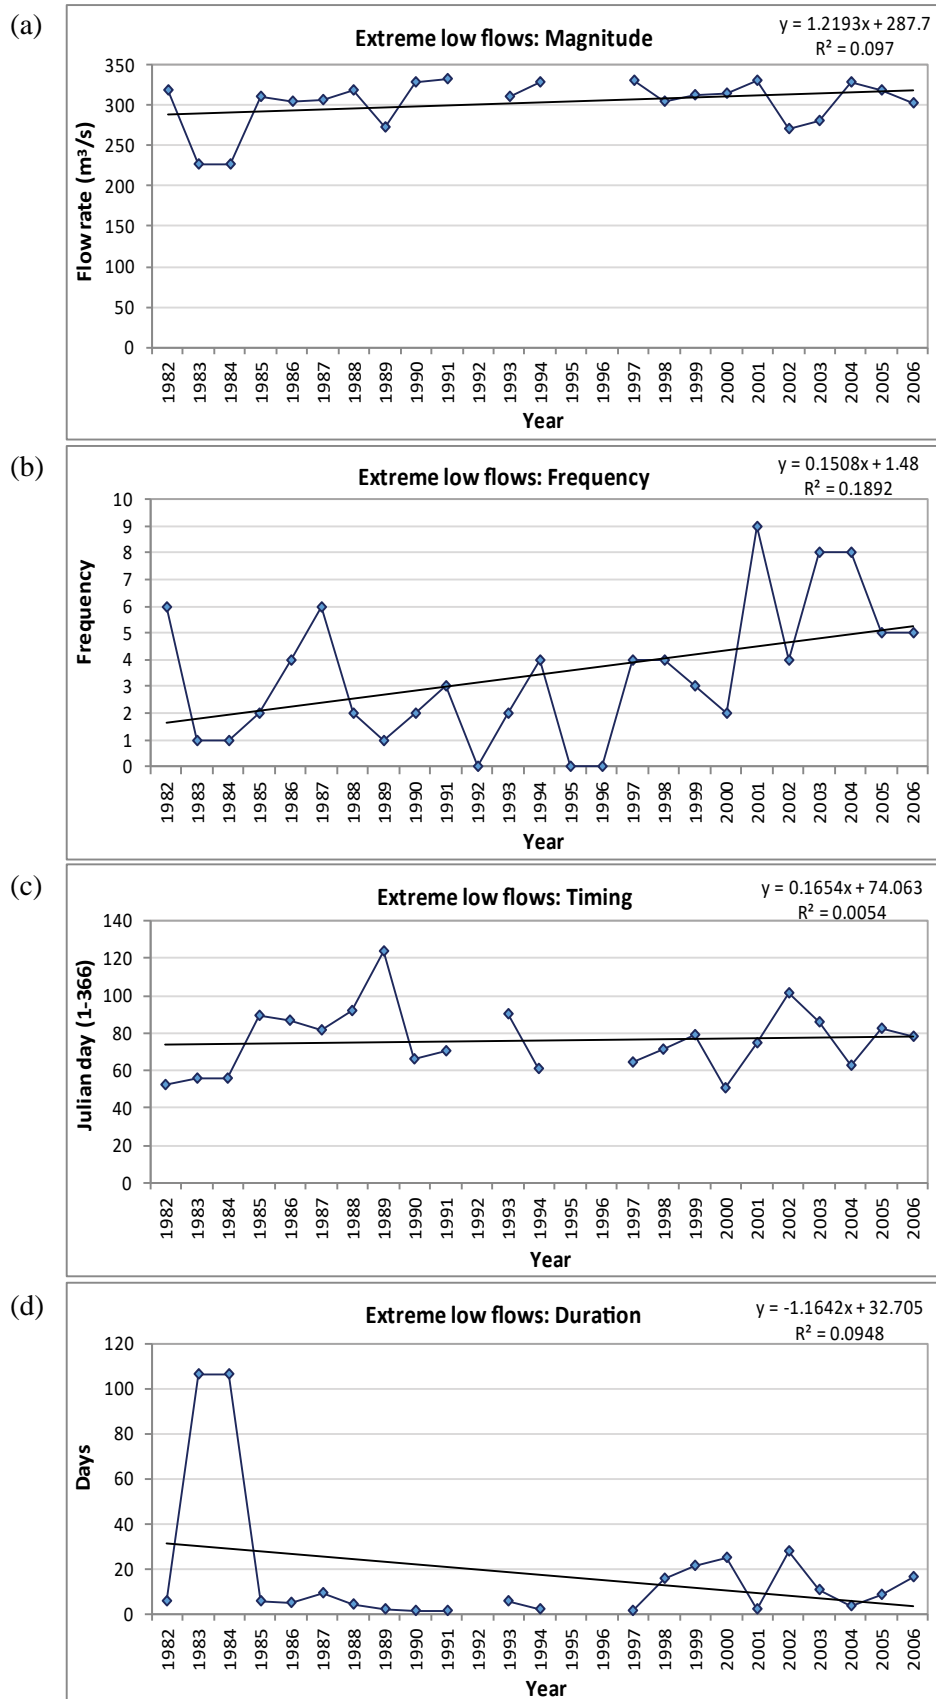 (a)
Extreme low flows: Magnitude
y = 1.2193x + 287.7
R² = 0.097
Flow rate (m³/s)
350
300
250
200
150
100
50
0
1982 1983 1984 1985 1986 1987 1988 1989 1990 1991 1992 1993 1994 1995 1996 1997 1998 1999 2000 2001 2002 2003 2004 2005 2006
Year
(b)
Extreme low flows: Frequency
y = 0.1508x + 1.48
R² = 0.1892
Frequency
10
9
8
7
6
5
4
3
2
1
0
1982 1983 1984 1985 1986 1987 1988 1989 1990 1991 1992 1993 1994 1995 1996 1997 1998 1999 2000 2001 2002 2003 2004 2005 2006
Year
(c)
Extreme low flows: Timing
y = 0.1654x + 74.063
R² = 0.0054
Julian day (1-366)
140
120
100
80
60
40
20
0
1982 1983 1984 1985 1986 1987 1988 1989 1990 1991 1992 1993 1994 1995 1996 1997 1998 1999 2000 2001 2002 2003 2004 2005 2006
Year
(d)
Extreme low flows: Duration
y = -1.1642x + 32.705
R² = 0.0948
Days
120
100
80
60
40
20
0
1982 1983 1984 1985 1986 1987 1988 1989 1990 1991 1992 1993 1994 1995 1996 1997 1998 1999 2000 2001 2002 2003 2004 2005 2006
Year